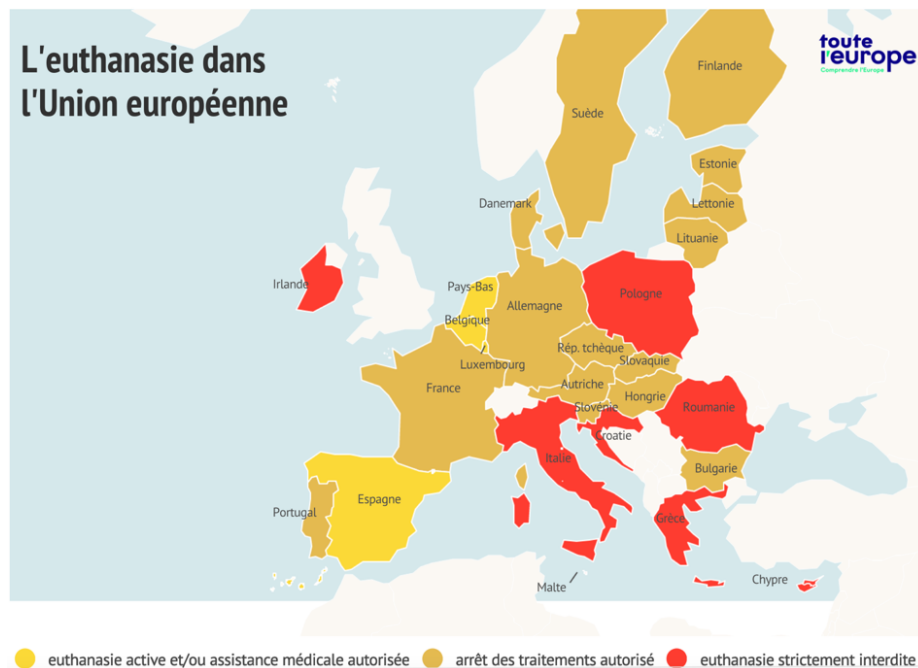 L'euthanasie dans
l'Union européenne
toute
l'europe
Comprendre l'Europe
Finlande
Suède
Estonie
Danemark
Lettonie
Lituanie
Irlande
Pays-Bas
Pologne
Allemagne
Belgique
Rép. tchèque
Luxembourg
Slovaquie
France
Autriche
Hongrie
Slovénie
Roumanie
Croatie
Italie
Bulgarie
Espagne
Portugal
Grèce
Malte
Chypre
euthanasie active et/ou assistance médicale autorisée
arrêt des traitements autorisé
euthanasie strictement interdite